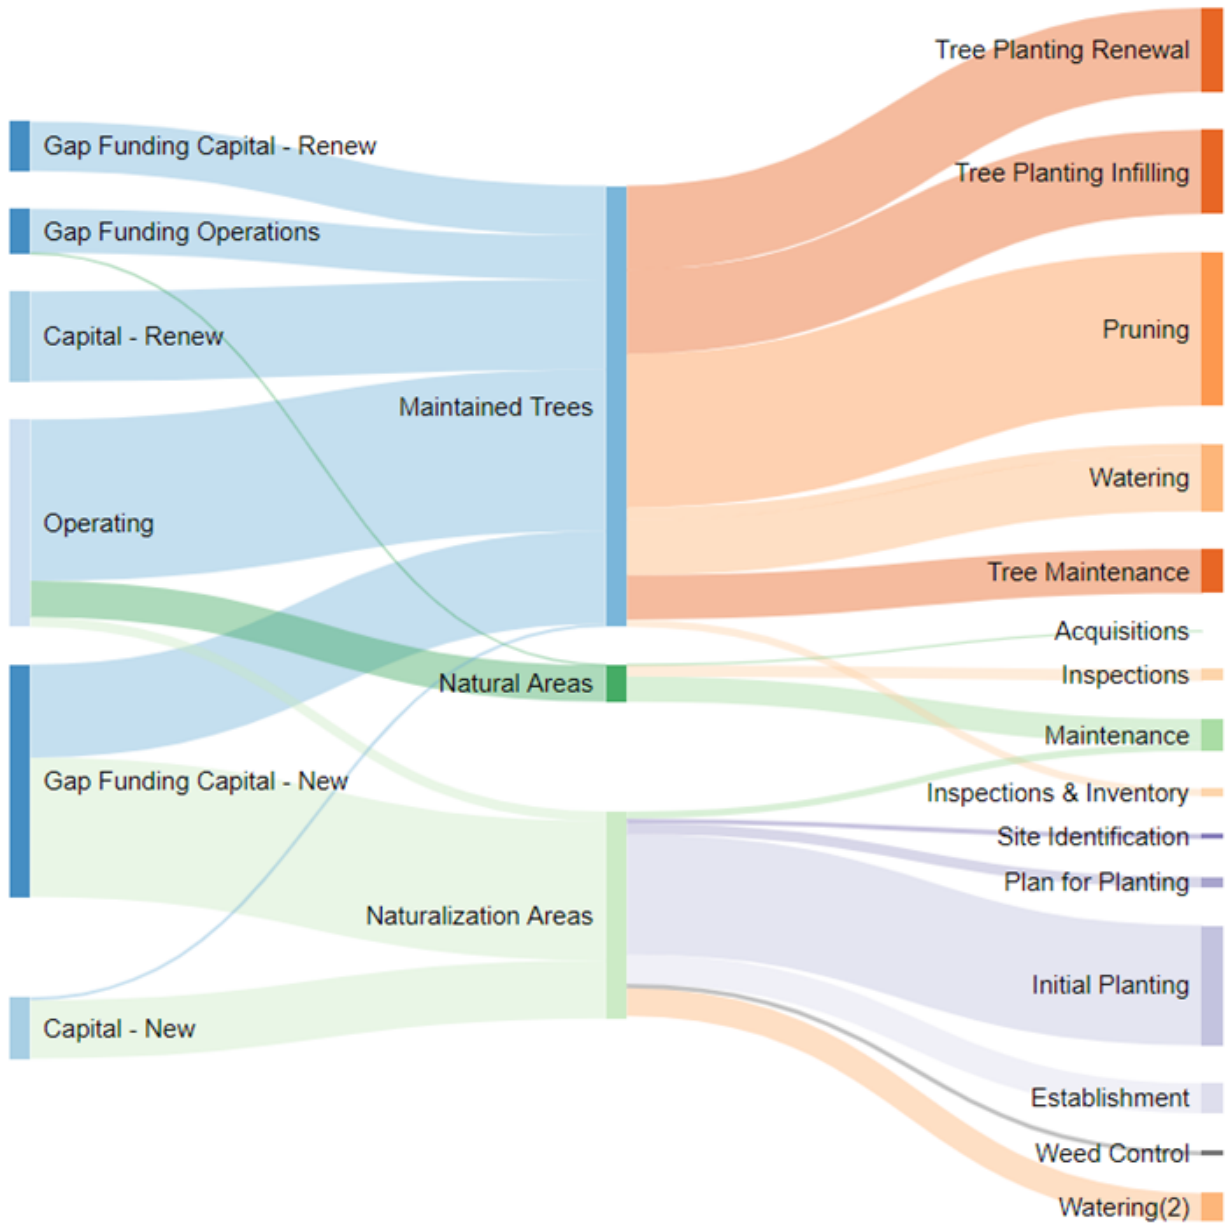 Gap Funding Capital - Renew
Gap Funding Operations
Capital - Renew
Operating
Gap Funding Capital - New
Capital - New
Maintained Trees
Natural Areas
Naturalization Areas
Tree Planting Renewal
Tree Planting Infilling
Pruning
Watering
Tree Maintenance
Acquisitions
Inspections
Maintenance
Inspections & Inventory
Site Identification
Plan for Planting
Initial Planting
Establishment
Weed Control
Watering(2)